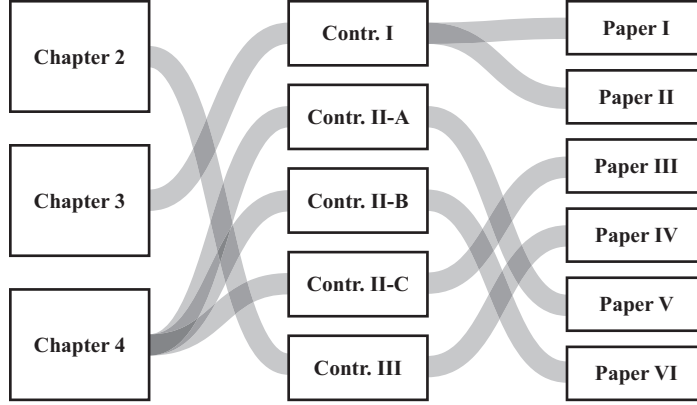 Chapter 2
Chapter 3
Chapter 4
Contr. I
Contr. II-A
Contr. II-B
Contr. II-C
Contr. III
Paper I
Paper II
Paper III
Paper IV
Paper V
Paper VI